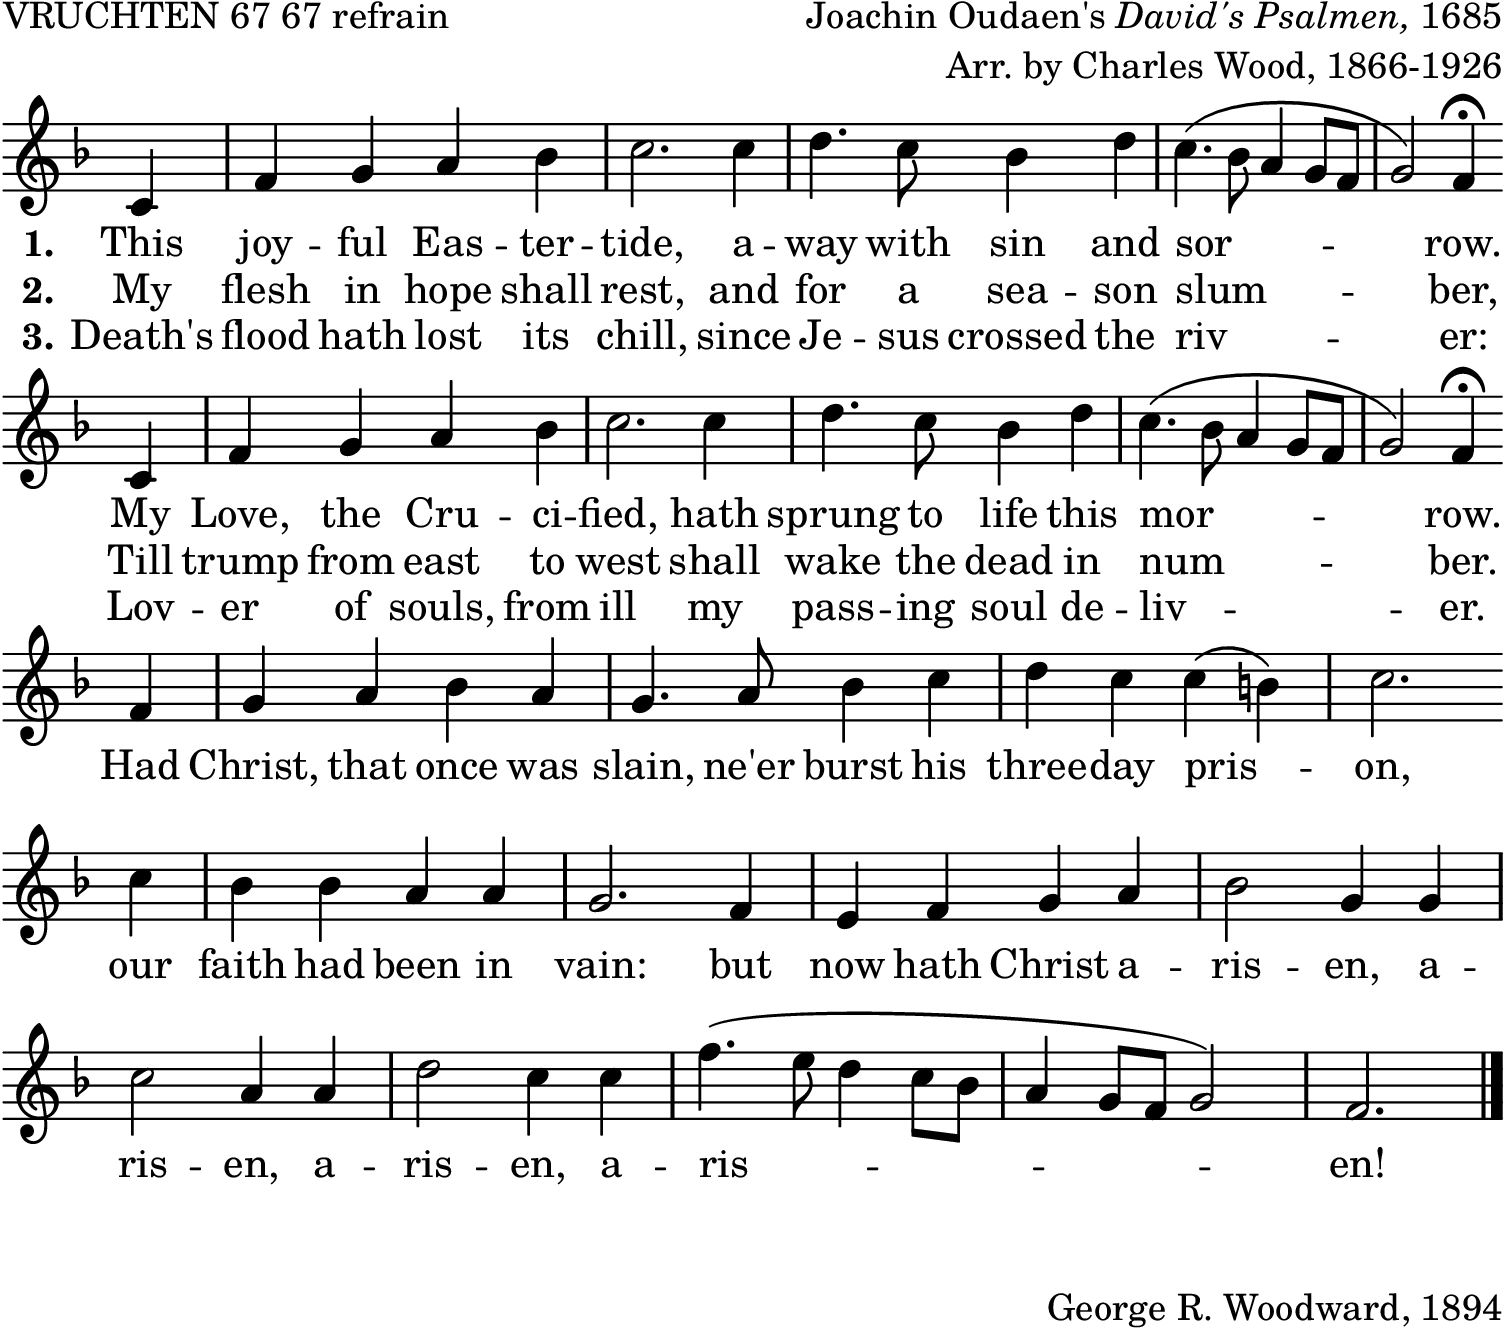 VRUCHTEN 67 67 refrain
Joachin Oudaen's David's Psalmen, 1685
Arr. by Charles Wood, 1866-1926
1. This joy - ful Eas - ter - tide, a - way with sin and sor - - - row.
2. My flesh in hope shall rest, and for a sea - son slum - - ber,
3. Death's flood hath lost its chill, since Je - sus crossed the riv - - er:
My Love, the Cru - ci - fied, hath sprung to life this mor - - row.
Till trump from east to west shall wake the dead in num - - ber.
Lov - er of souls, from ill my pass - ing soul de - liv - - er.
Had Christ, that once was slain, ne'er burst his three-day pris - on,
our faith had been in vain: but now hath Christ a - ris - en, a -
ris - en, a - ris - en, a - ris - - - - en!
George R. Woodward, 1894